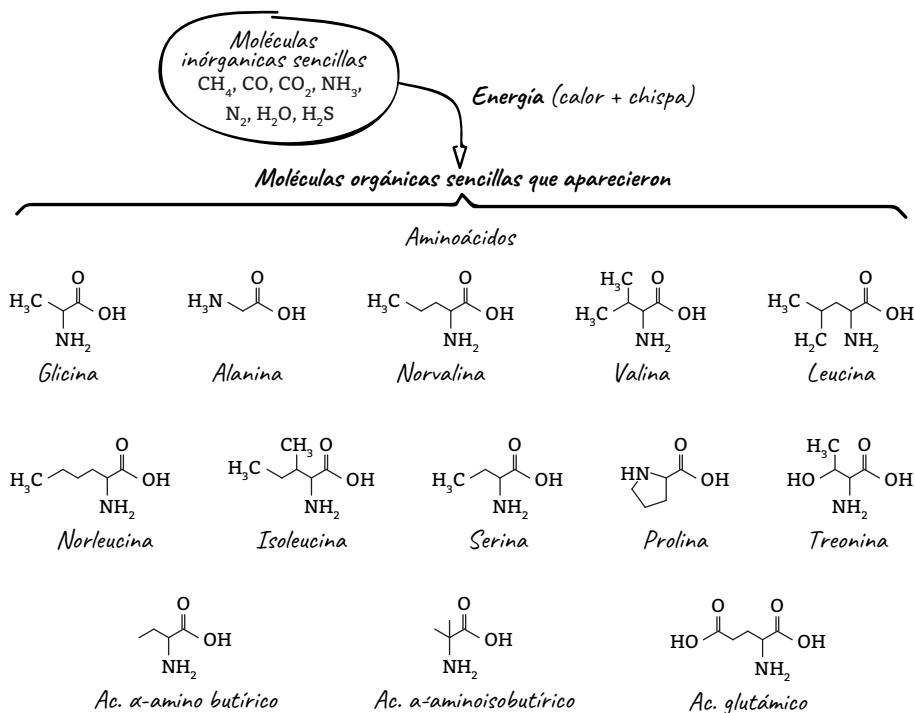 Moléculas
inórganicas sencillas
CH₄, CO, CO₂, NH₃,
N₂, H₂O, H₂S
Energía (calor + chispa)
Moléculas orgánicas sencillas que aparecieron
Aminoácidos
H₃C O OH NH₂
Glicina
H₃N O OH
Alanina
H₃C O OH NH₂
Norvalina
H₃C H₃C O OH NH₂
Valina
H₃C H₂C O OH NH₂
Leucina
H₃C O OH NH₂
Norleucina
H₃C CH₃ O OH NH₂
Isoleucina
H₃C O OH NH₂
Serina
HN O OH
Prolina
H₃C HO O OH NH₂
Treonina
O OH NH₂
Ac. α-amino butírico
O OH NH₂
Ac. a-aminoisobutírico
HO O O OH NH₂
Ac. glutámico